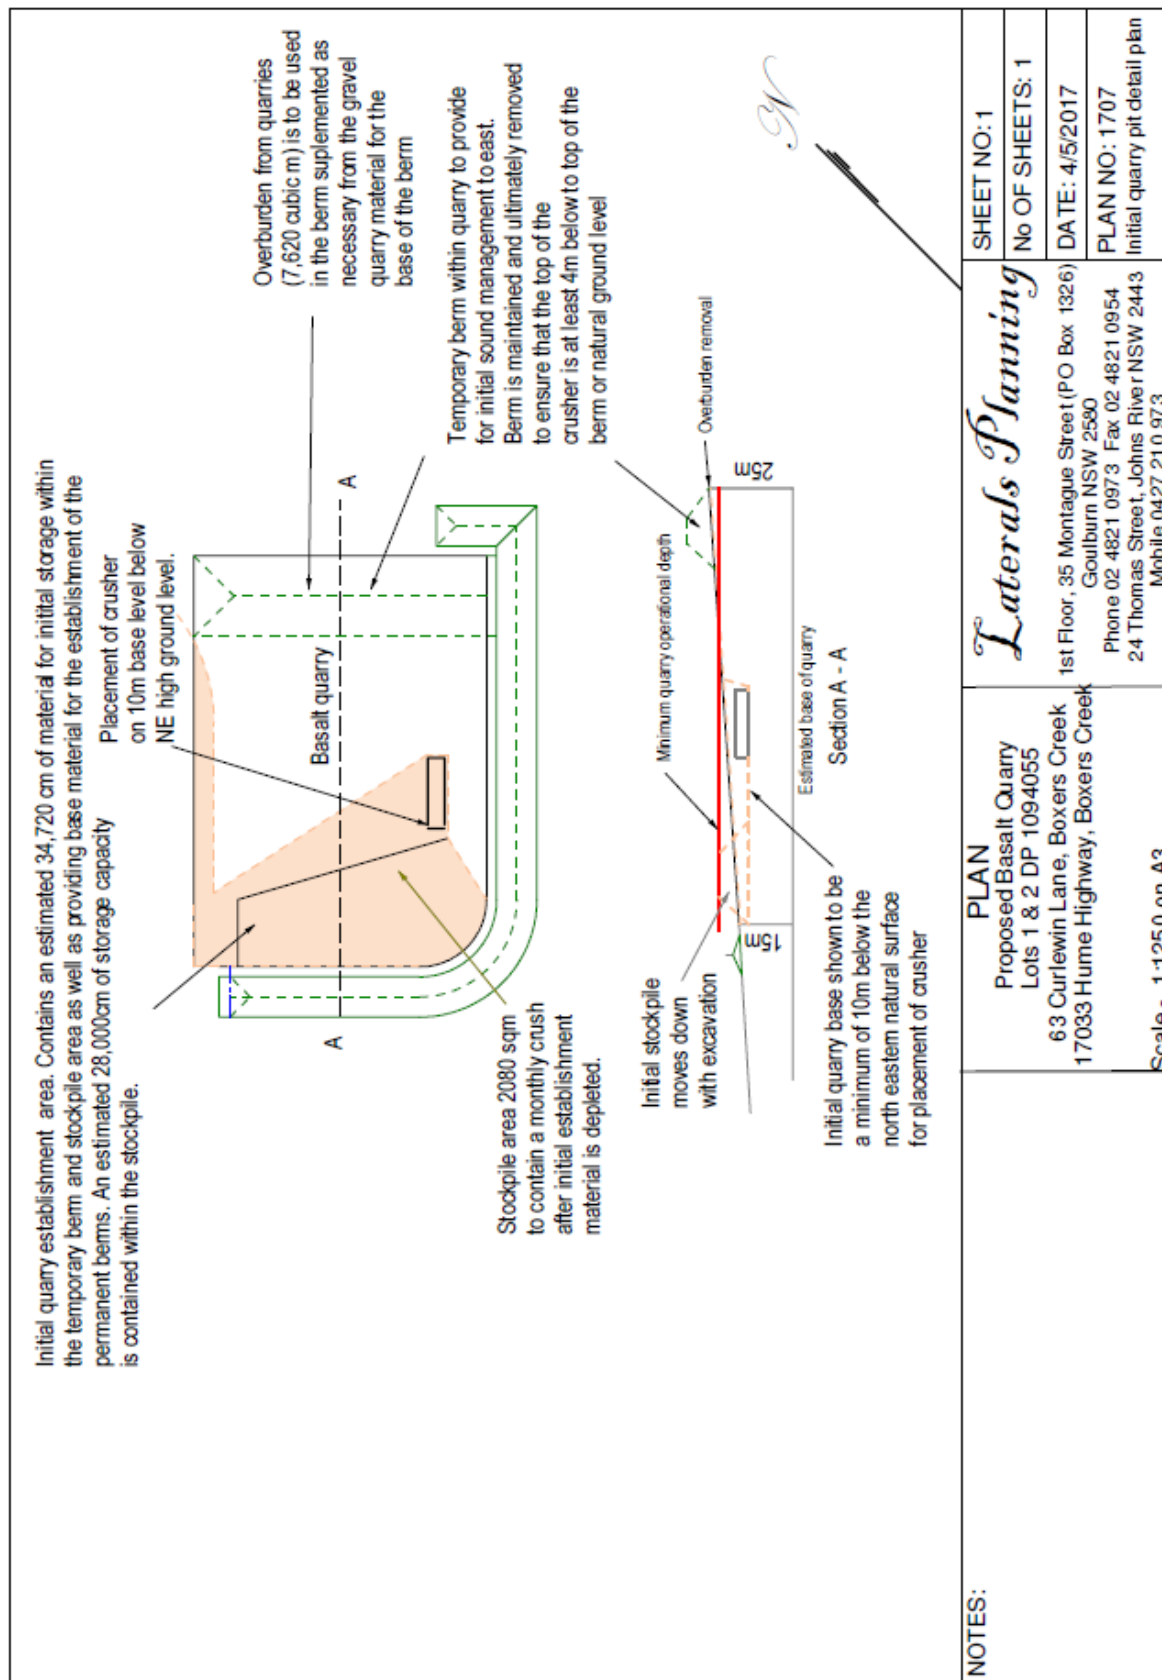 Initial quarry establishment area. Contains an estimated 34,720 cm of material for initital storage within
the temporary berm and stockpile area as well as providing base material for the establishment of the
permanent berms. An estimated 28,000cm of storage capacity
is contained within the stockpile.
Placement of crusher
on 10m base level below
NE high ground level.
Overburden from quarries
(7,620 cubic m) is to be used
in the berm suplemented as
necessary from the gravel
quarry material for the
base of the berm
Temporary berm within quarry to provide
for initial sound management to east.
Berm is maintained and ultimately removed
to ensure that the top of the
crusher is at least 4m below to top of the
berm or natural ground level
A
Basalt quarry
A
Stockpile area 2080 sqm
to contain a monthly crush
after initial establishment
material is depleted.
Initial stockpile
moves down
with excavation
Minimum quarry operational depth
Overburden removal
15m
25m
Estimated base of quarry
Section A - A
Initial quarry base shown to be
a minimum of 10m below the
north eastern natural surface
for placement of crusher
N
NOTES:
PLAN
Proposed Basalt Quarry
Lots 1 & 2 DP 1094055
63 Curlewin Lane, Boxers Creek
17033 Hume Highway, Boxers Creek
Scale - 1:1250 on A3
Laterals Planning
1st Floor, 35 Montague Street (PO Box 1326)
Goulburn NSW 2580
Phone 02 4821 0973 Fax 02 4821 0954
24 Thomas Street, Johns River NSW 2443
Mobile 0427 210 973
SHEET NO: 1
No OF SHEETS: 1
DATE: 4/5/2017
PLAN NO: 1707
Initial quarry pit detail plan